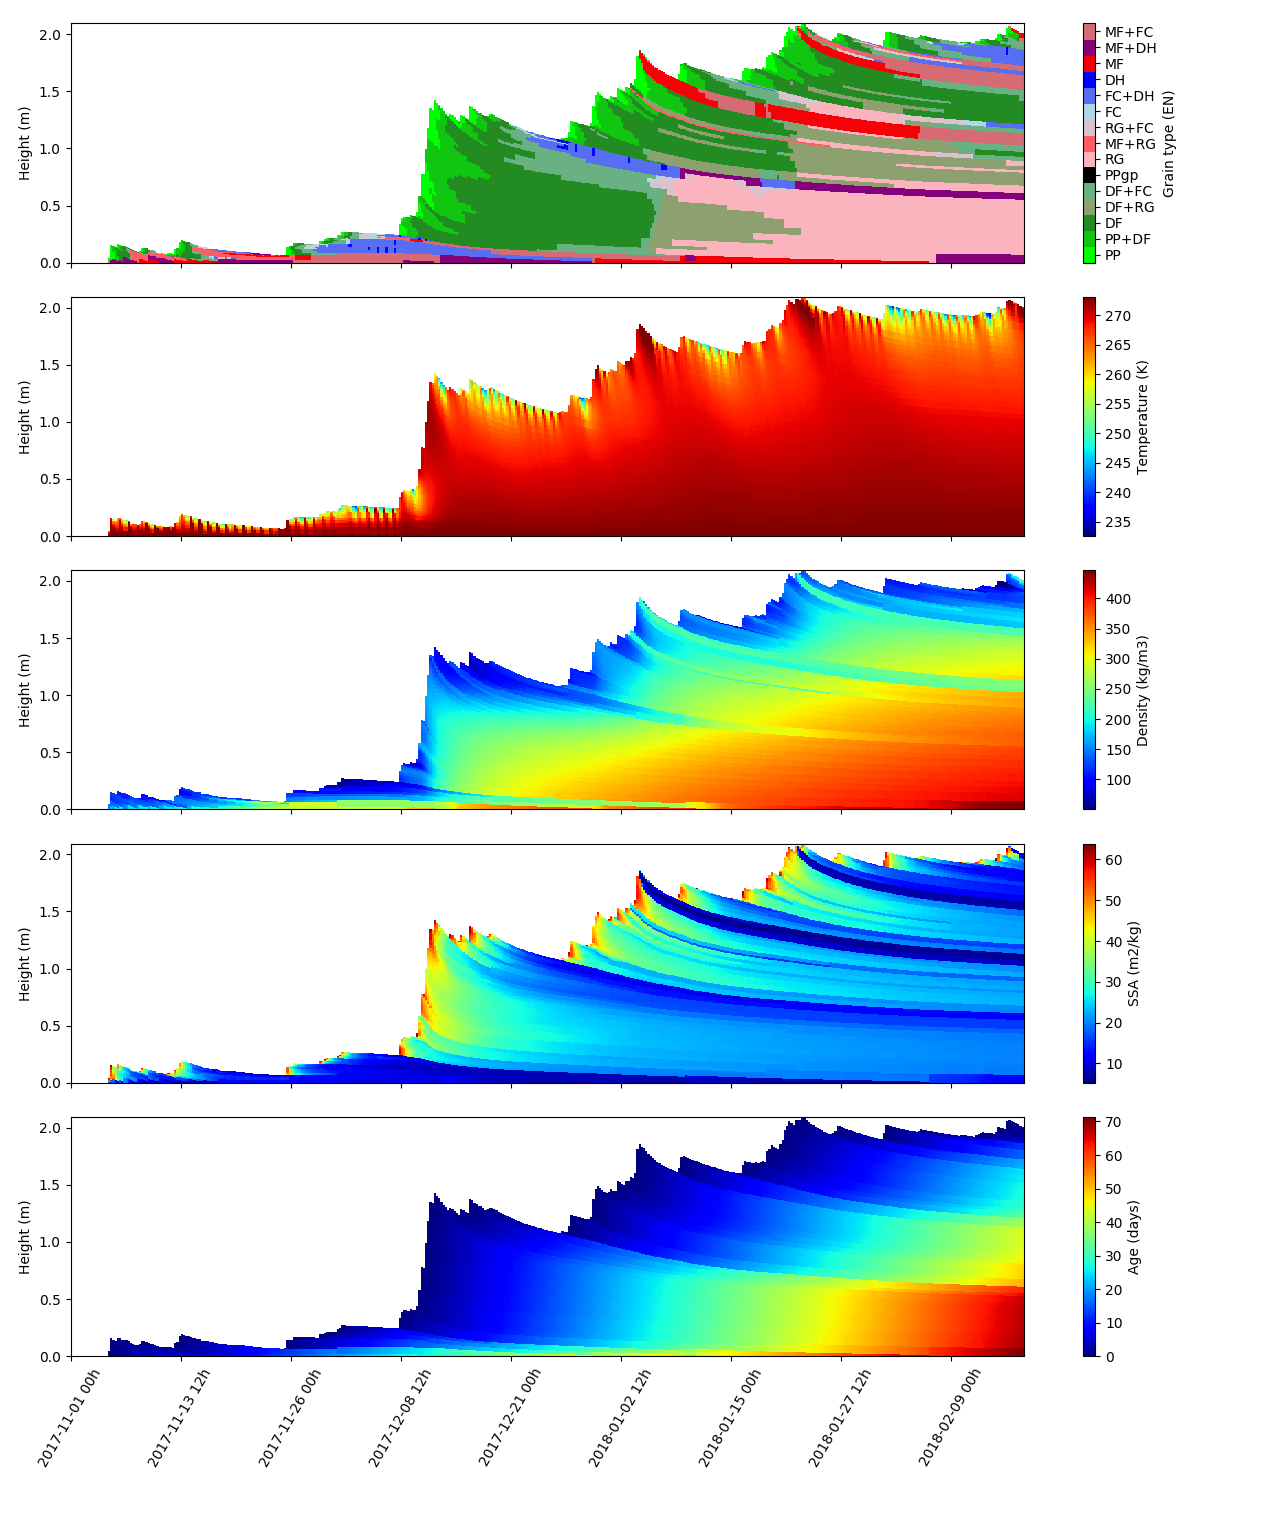 2.0
1.5
1.0
0.5
0.0
Height (m)
MF+FC
MF+DH
MF
DH
FC+DH
FC
RG+FC
MF+RG
RG
PPgp
DF+FC
DF+RG
DF
PP+DF
PP
Grain type (EN)
2.0
1.5
1.0
0.5
0.0
Height (m)
270
265
260
255
250
245
240
235
Temperature (K)
2.0
1.5
1.0
0.5
0.0
Height (m)
400
350
300
250
200
150
100
Density (kg/m3)
2.0
1.5
1.0
0.5
0.0
Height (m)
60
50
40
30
20
10
SSA (m2/kg)
2.0
1.5
1.0
0.5
0.0
Height (m)
70
60
50
40
30
20
10
0
Age (days)
2017-11-01 00h
2017-11-13 12h
2017-11-26 00h
2017-12-08 12h
2017-12-21 00h
2018-01-02 12h
2018-01-15 00h
2018-01-27 12h
2018-02-09 00h